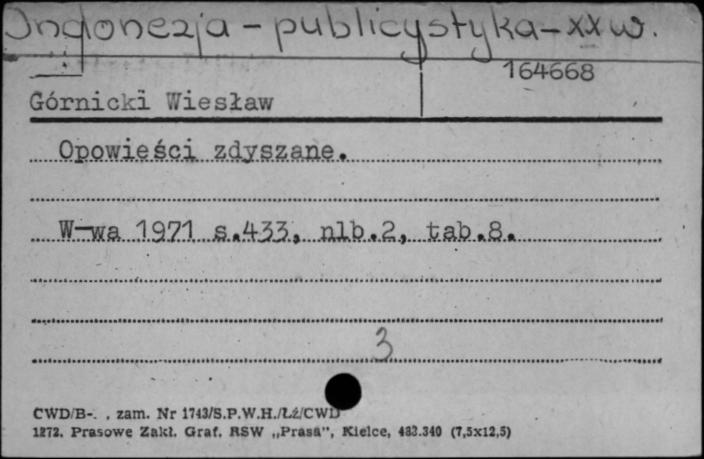 Indonezja - publicystyka - XX w.
164668
Górnicki Wiesław
Opowieści zdyszane.
W-wa 1971 s.433, nlb.2, tab.8.
3
CWD/B-. . zam. Nr 1743/S.P.W.H./Łź/CWD
1272. Prasowe Zakł. Graf. RSW „Prasa", Kielce, 483.340 (7,5x12,5)